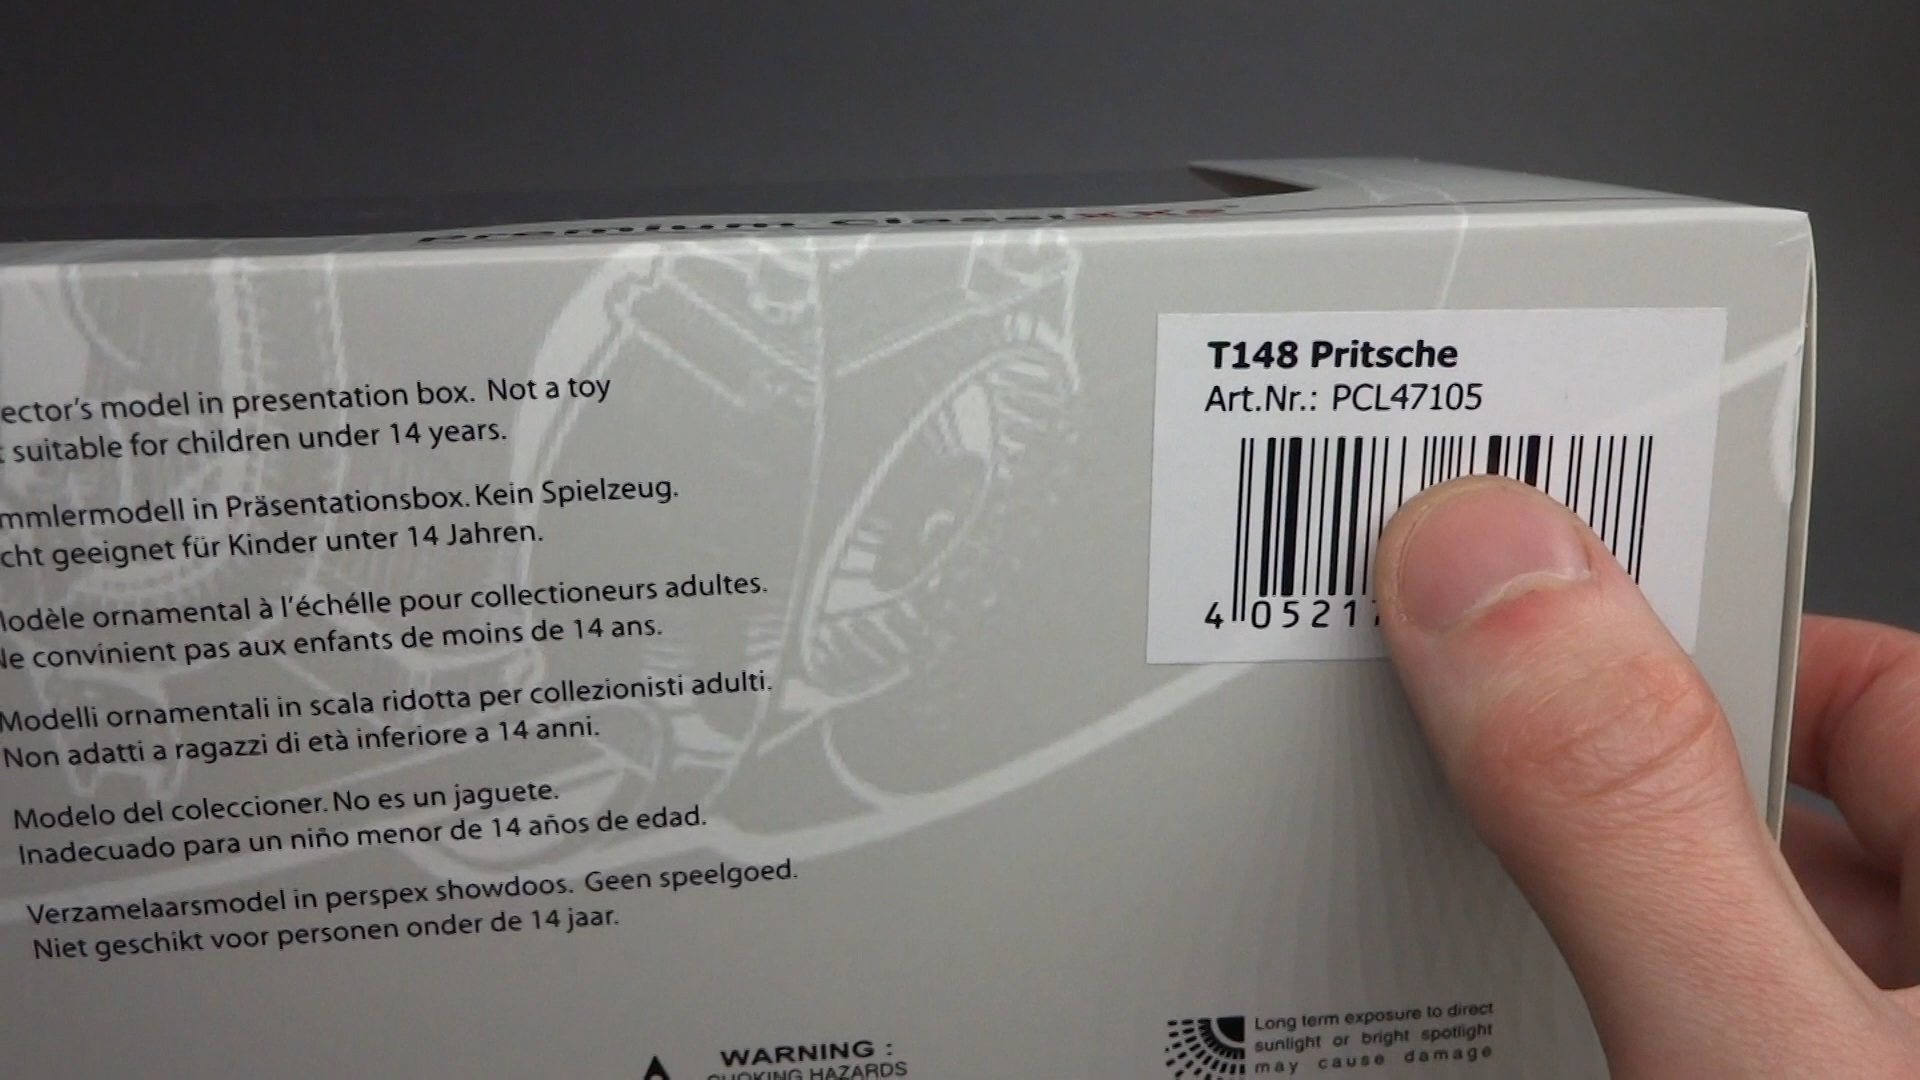 Premium ClassiXXs
T148 Pritsche
Art.Nr.: PCL47105
4 05217
ector's model in presentation box. Not a toy
suitable for children under 14 years.
mmlermodell in Präsentationsbox. Kein Spielzeug.
cht geeignet für Kinder unter 14 Jahren.
odèle ornamental à l'échélle pour collectioneurs adultes.
Ne convinient pas aux enfants de moins de 14 ans.
Modelli ornamentali in scala ridotta per collezionisti adulti.
Non adatti a ragazzi di età inferiore a 14 anni.
Modelo del coleccioner. No es un jaguete.
Inadecuado para un niño menor de 14 años de edad.
Verzamelaarsmodel in perspex showdoos. Geen speelgoed.
Niet geschikt voor personen onder de 14 jaar.
WARNING :
CHOKING HAZARDS
Long term exposure to direct
sunlight or bright spotlight
may cause damage